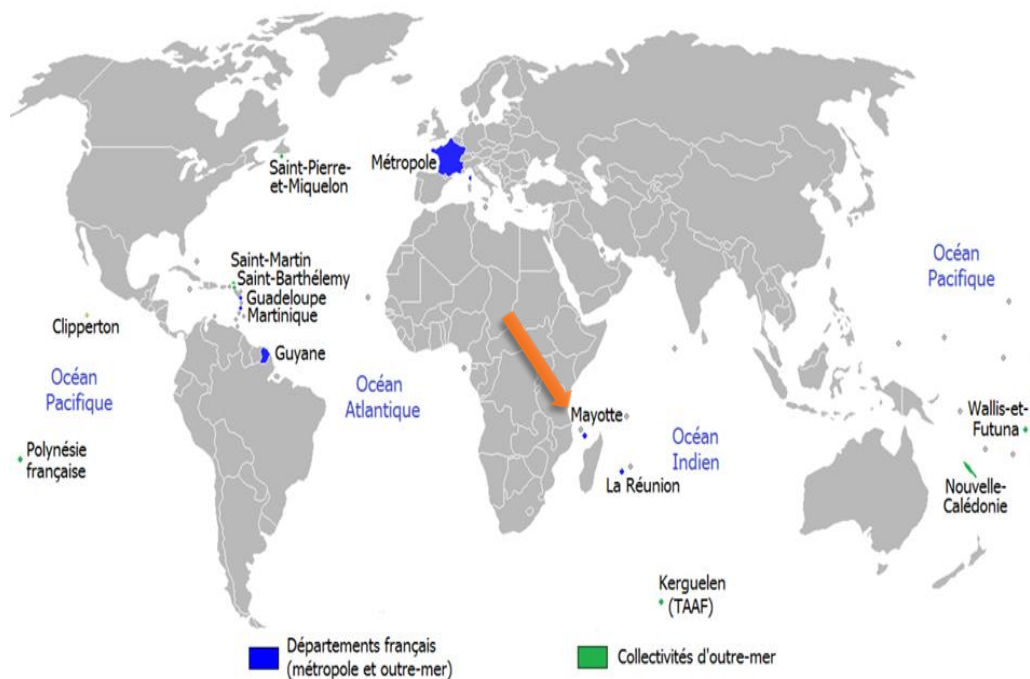 Métropole
Saint-Pierre-
et-Miquelon
Saint-Martin
Saint-Barthélemy
Guadeloupe
Martinique
Clipperton
Guyane
Océan
Pacifique
Océan
Pacifique
Océan
Atlantique
Mayotte
Océan
Indien
Wallis-et-
Futuna
Polynésie
française
La Réunion
Nouvelle-
Calédonie
Kerguelen
(TAAF)
Départements français
(métropole et outre-mer)
Collectivités d'outre-mer